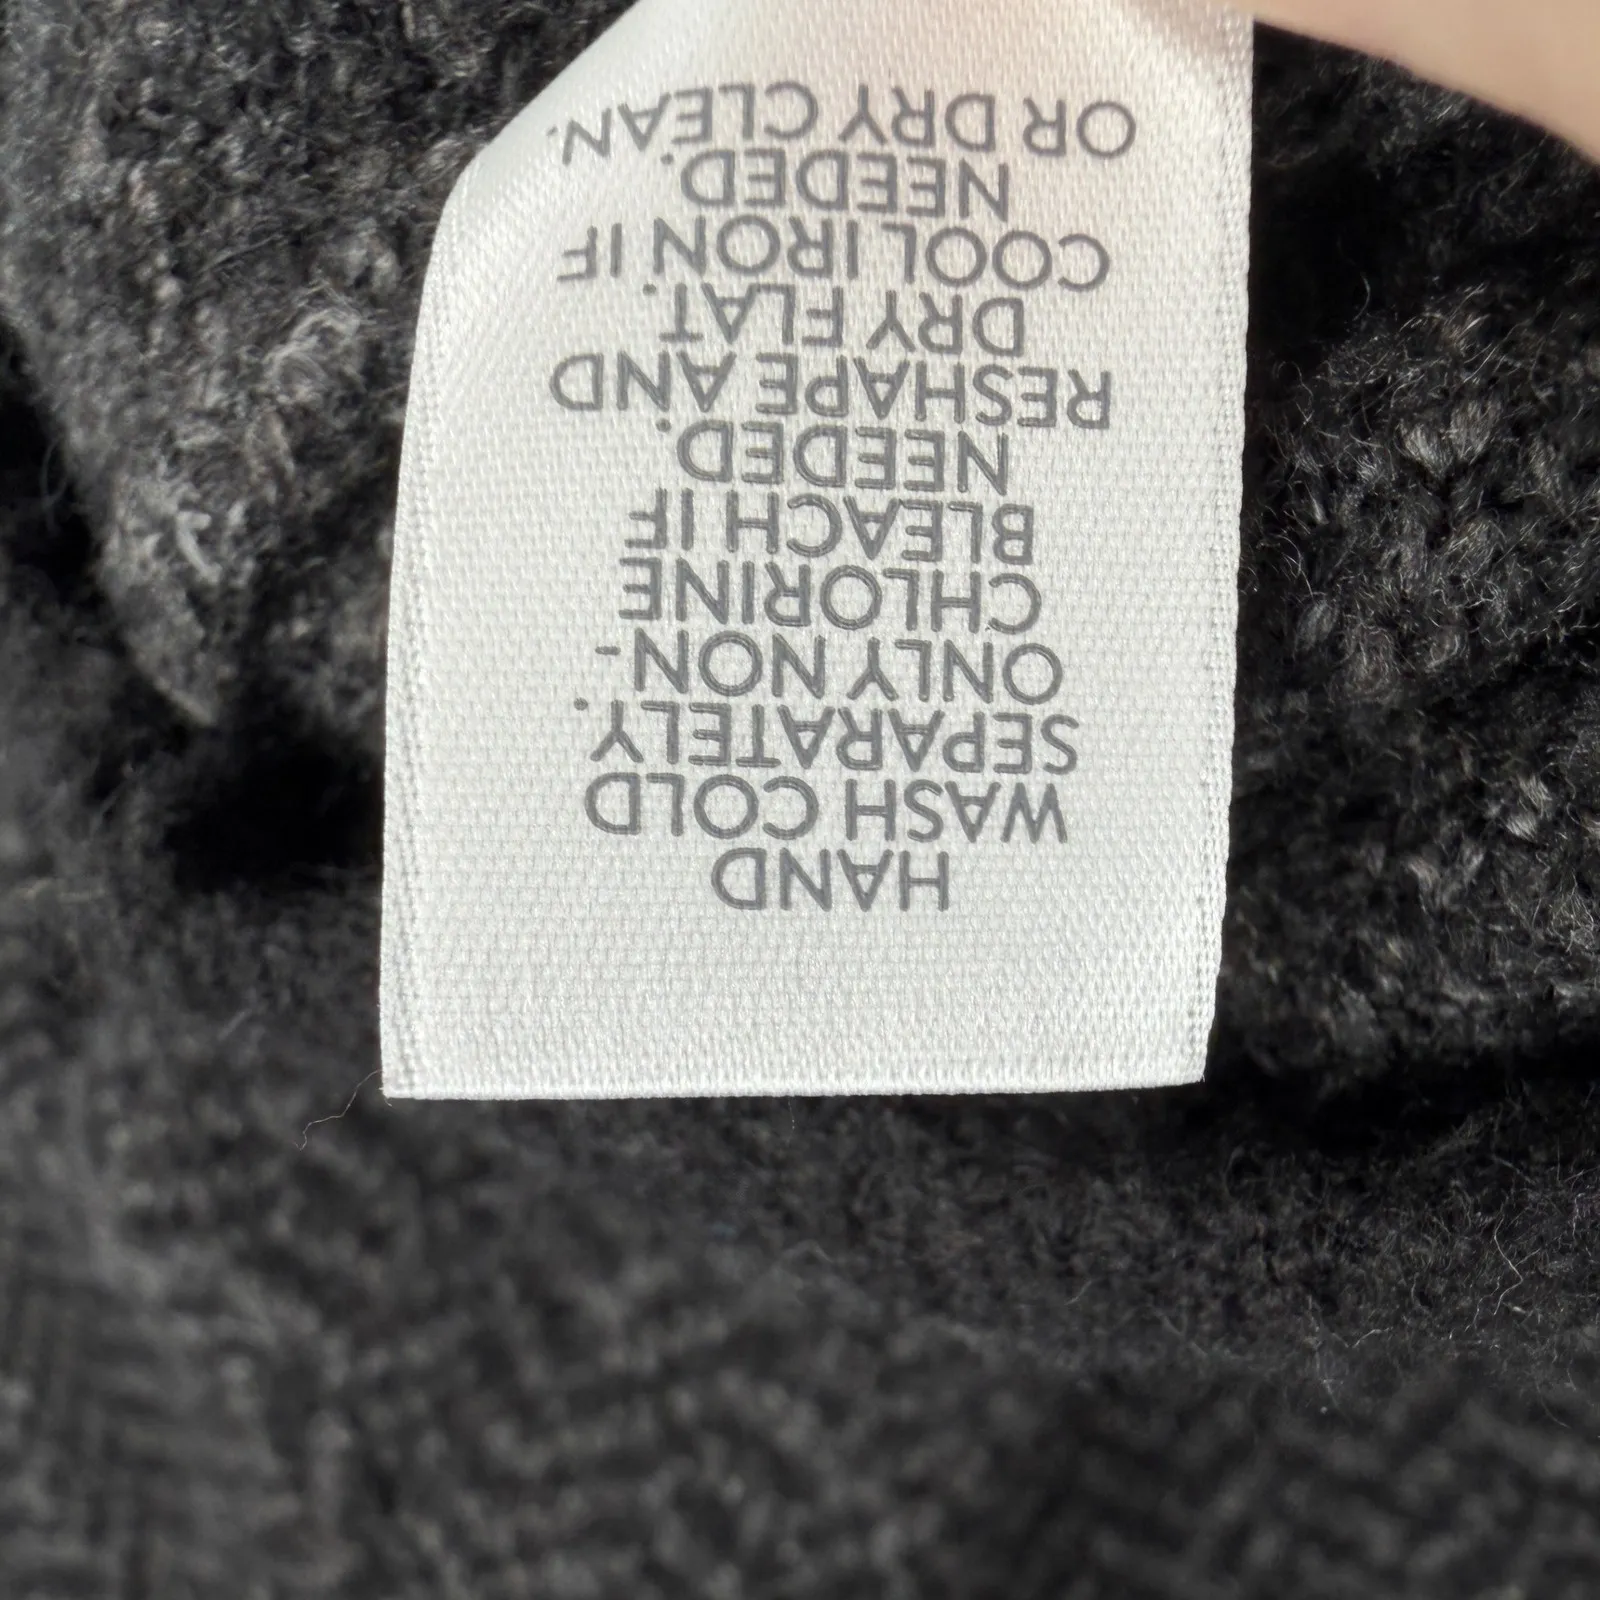 HAND
WASH COLD
SEPARATELY.
ONLY NON-
CHLORINE
BLEACH IF
NEEDED.
RESHAPE AND
DRY FLAT.
COOL IRON IF
NEEDED.
OR DRY CLEAN.